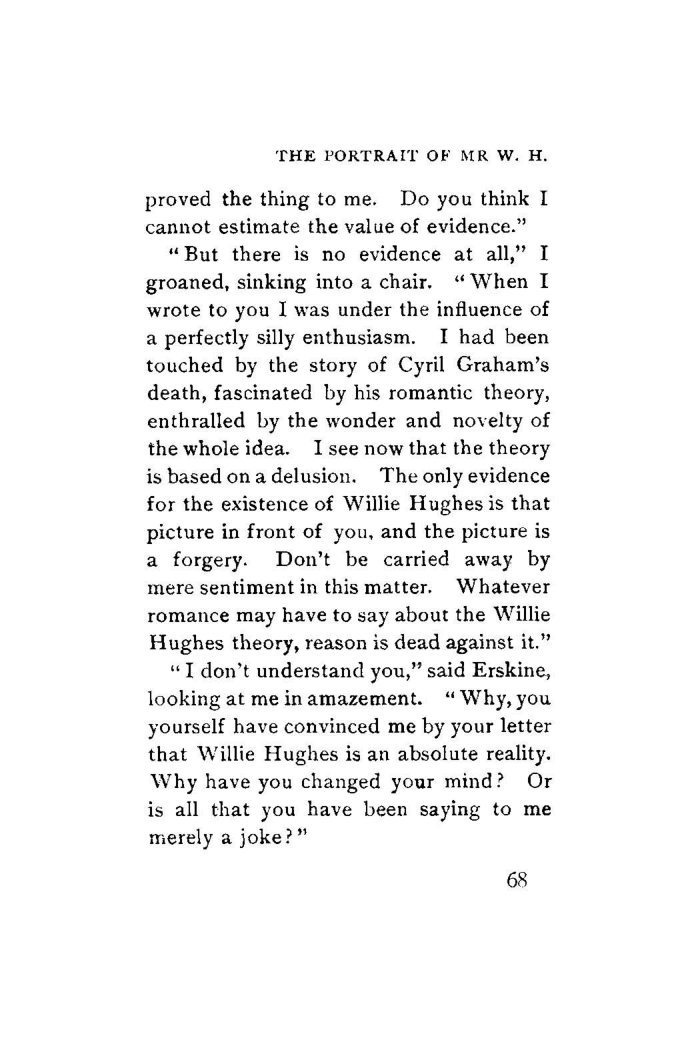 THE PORTRAIT OF MR W. H.
proved the thing to me. Do you think I
cannot estimate the value of evidence."
"But there is no evidence at all," I
groaned, sinking into a chair. "When I
wrote to you I was under the influence of
a perfectly silly enthusiasm. I had been
touched by the story of Cyril Graham's
death, fascinated by his romantic theory,
enthralled by the wonder and novelty of
the whole idea. I see now that the theory
is based on a delusion. The only evidence
for the existence of Willie Hughes is that
picture in front of you, and the picture is
a forgery. Don't be carried away by
mere sentiment in this matter. Whatever
romance may have to say about the Willie
Hughes theory, reason is dead against it."
"I don't understand you," said Erskine,
looking at me in amazement. "Why, you
yourself have convinced me by your letter
that Willie Hughes is an absolute reality.
Why have you changed your mind? Or
is all that you have been saying to me
merely a joke?"
68